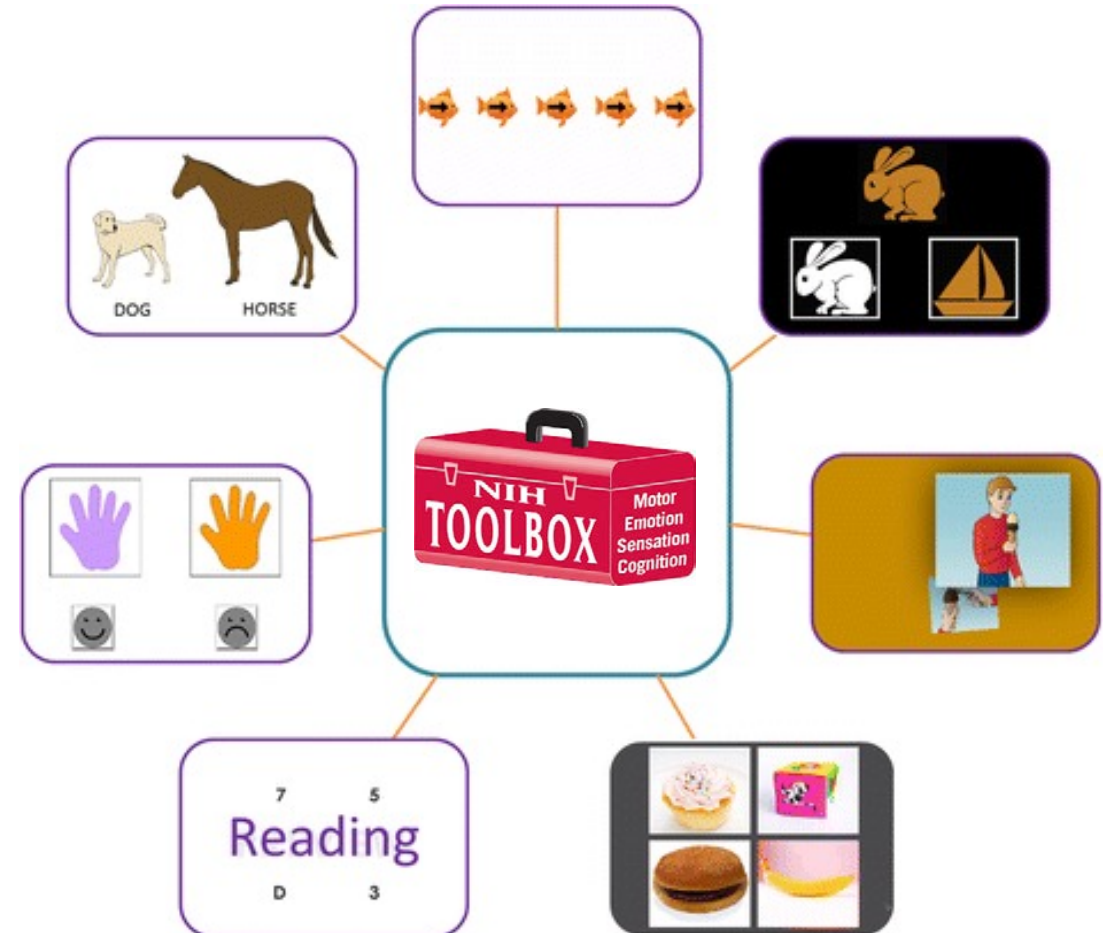 DOG HORSE
NIH
TOOLBOX
Motor
Emotion
Sensation
Cognition
7 5
Reading
D 3